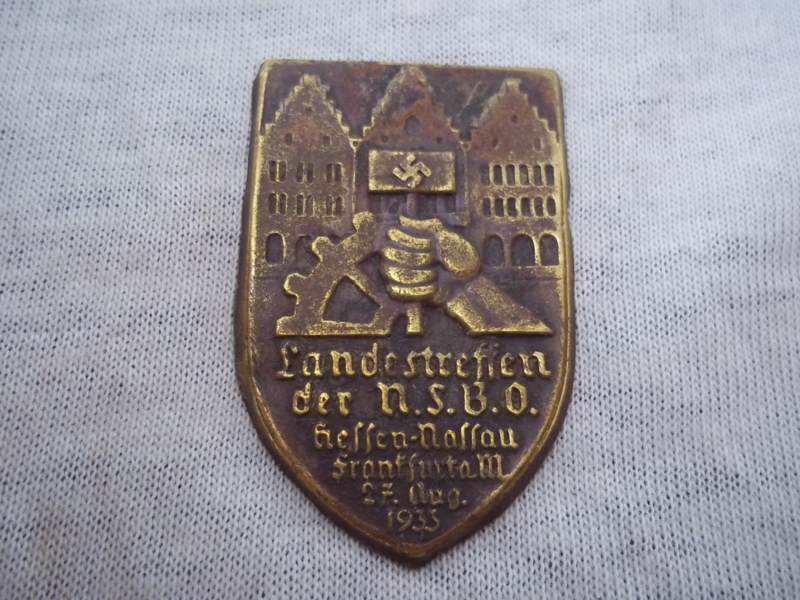 Landestreffen
der N.S.B.O.
Hessen-Nassau
Frankfurt a M
27. Aug.
1933